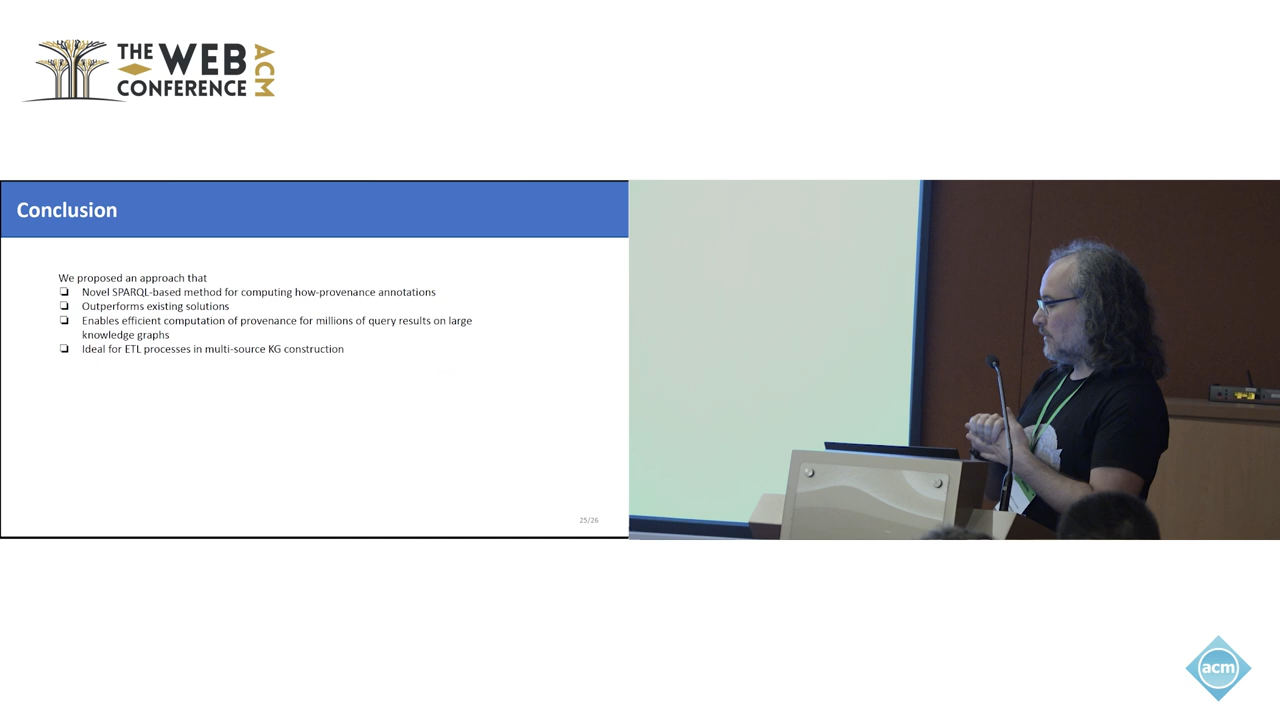 THE WEB
CONFERENCE
ACM
Conclusion
We proposed an approach that
❑ Novel SPARQL-based method for computing how-provenance annotations
❑ Outperforms existing solutions
❑ Enables efficient computation of provenance for millions of query results on large
knowledge graphs
❑ Ideal for ETL processes in multi-source KG construction
25/26
acm